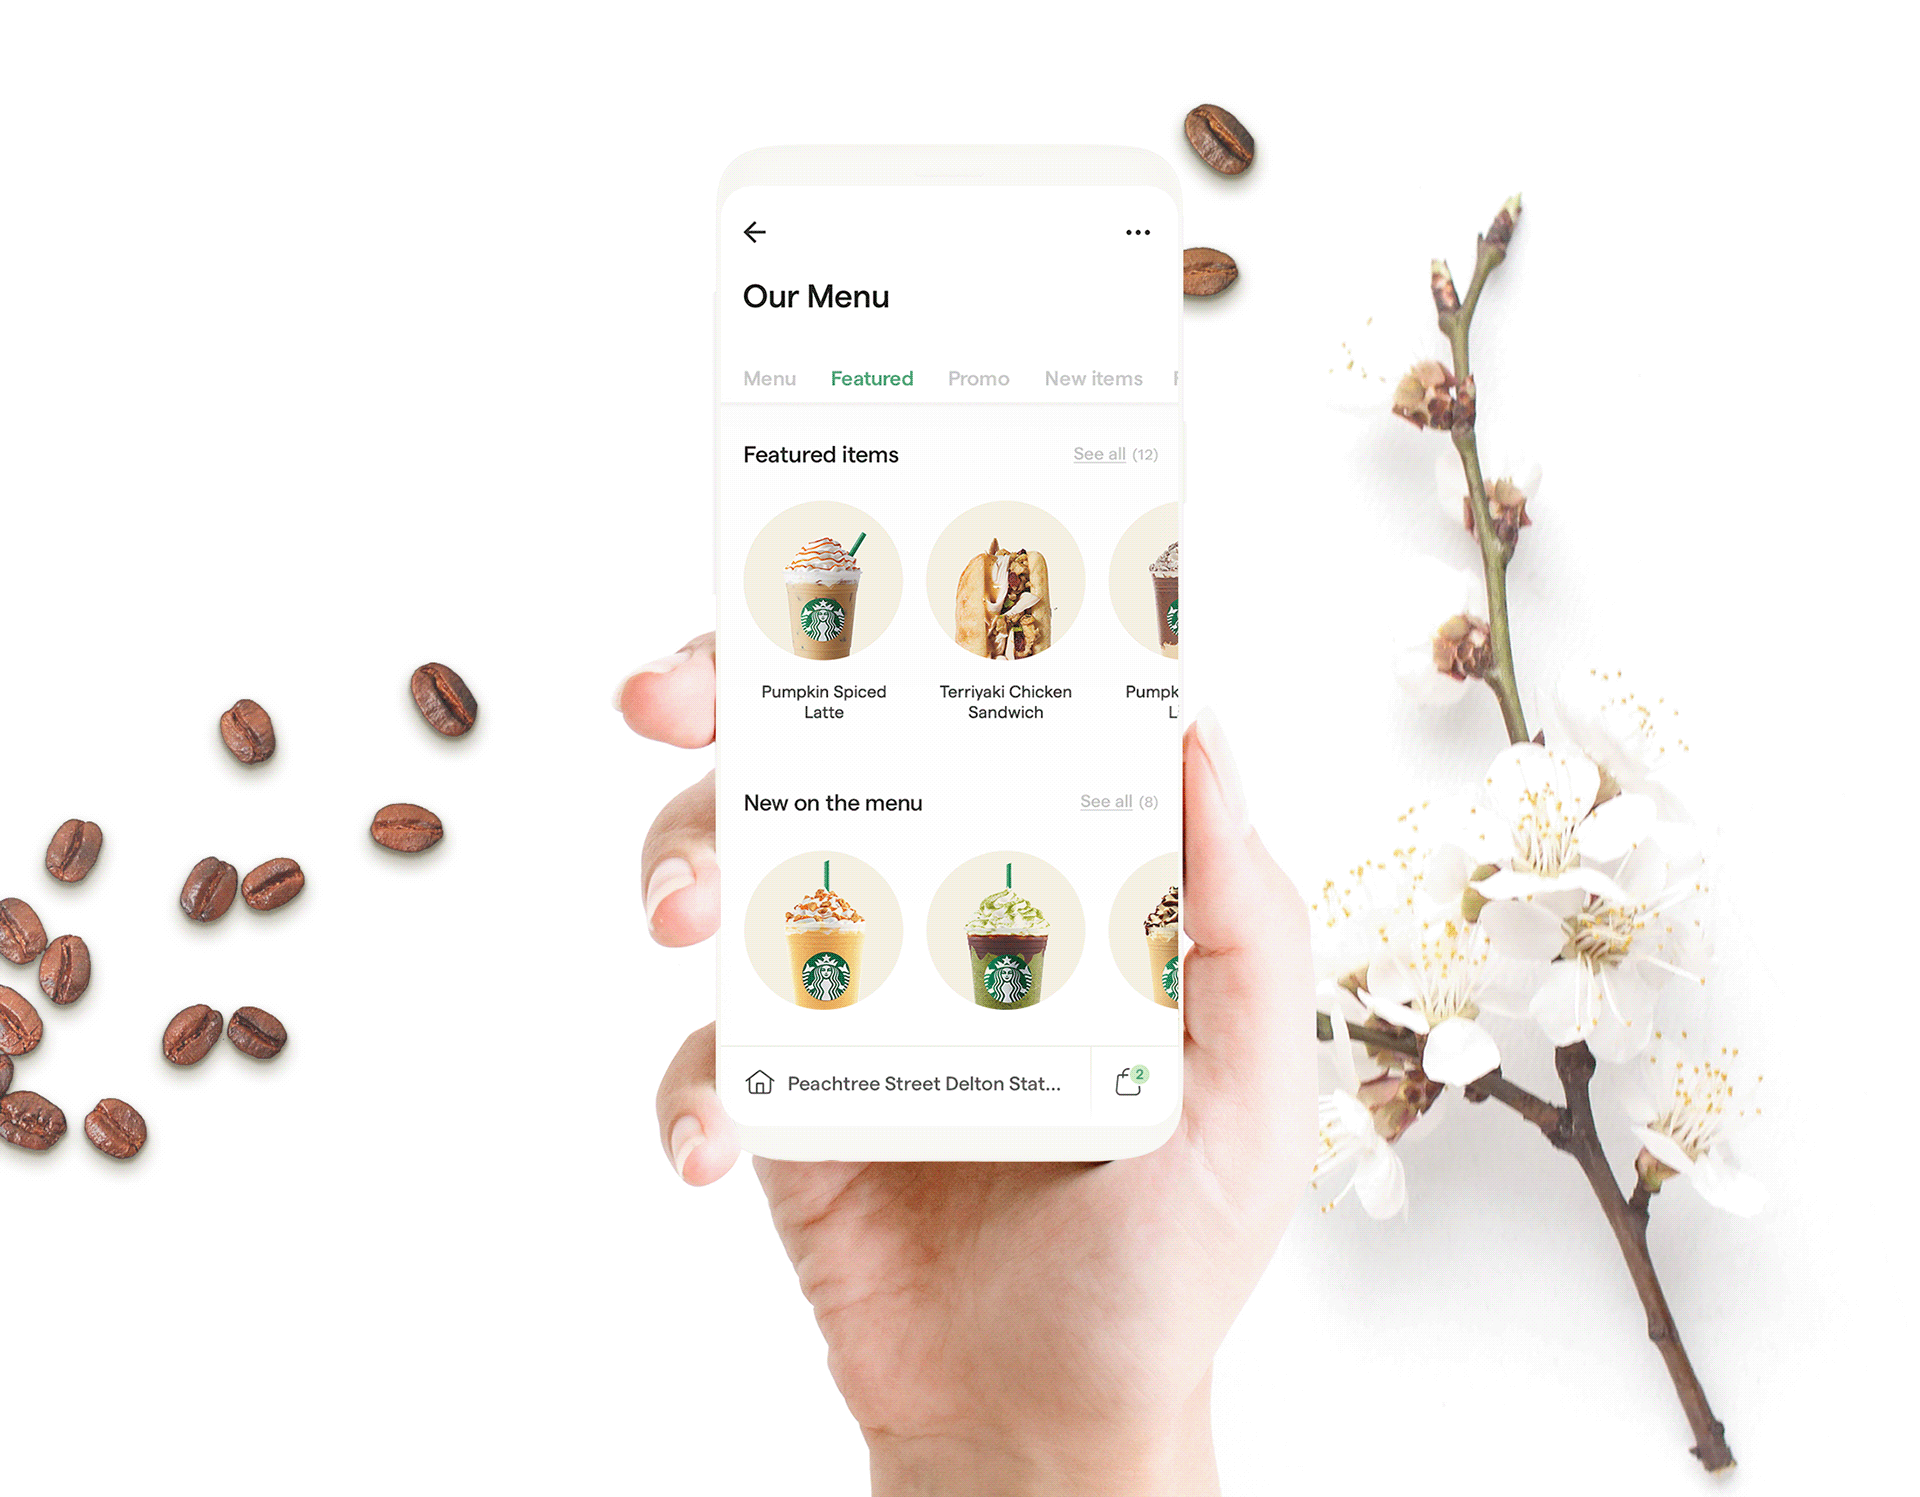 Our Menu
Menu Featured Promo New items
Featured items See all (12)
Pumpkin Spiced
Latte
Terriyaki Chicken
Sandwich
Pumpk
L
New on the menu See all (8)
Peachtree Street Delton Stat... 2